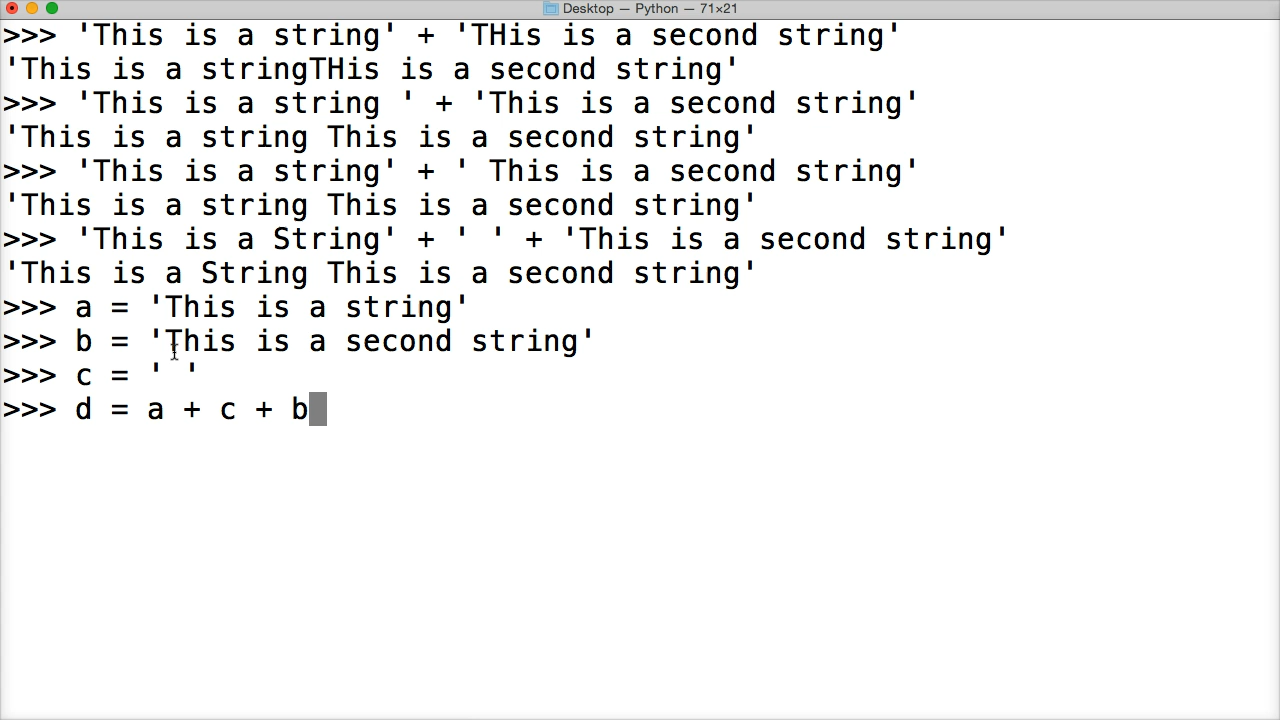 Desktop — Python — 71×21
>>> 'This is a string' + 'THis is a second string'
'This is a stringTHis is a second string'
>>> 'This is a string ' + 'This is a second string'
'This is a string This is a second string'
>>> 'This is a string' + ' This is a second string'
'This is a string This is a second string'
>>> 'This is a String' + ' ' + 'This is a second string'
'This is a String This is a second string'
>>> a = 'This is a string'
>>> b = 'This is a second string'
>>> c = ' '
>>> d = a + c + b